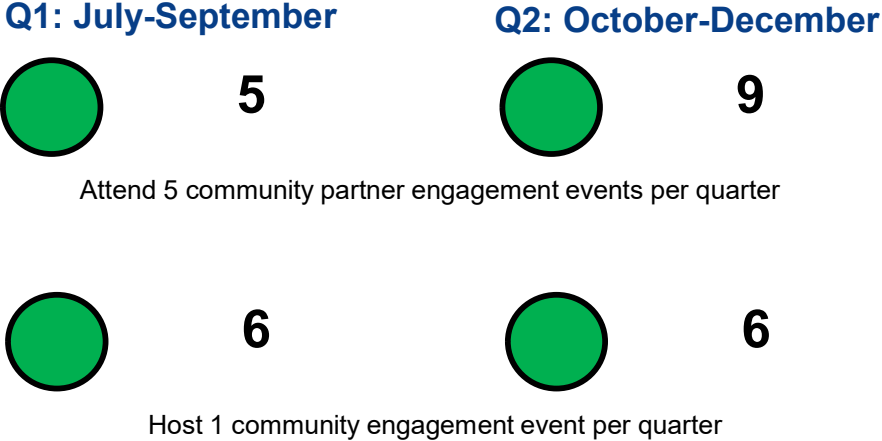 Q1: July-September
Q2: October-December
5
9
Attend 5 community partner engagement events per quarter
6
6
Host 1 community engagement event per quarter